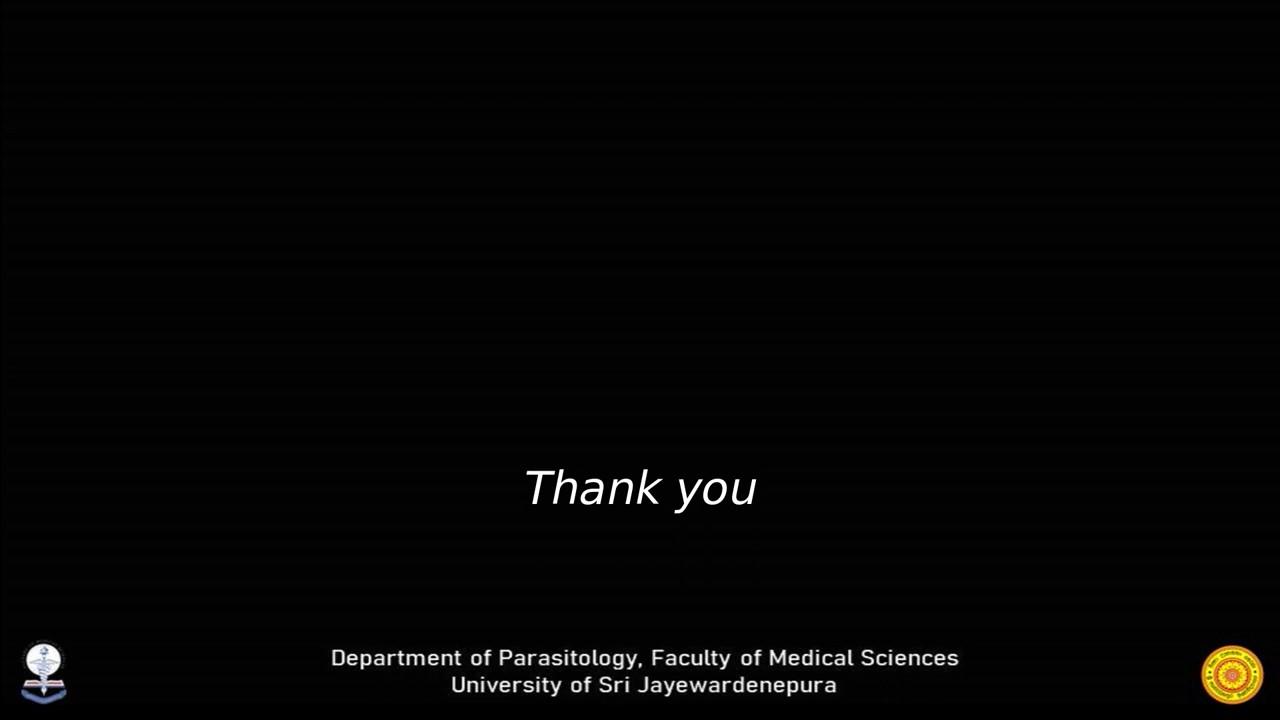 Thank you
Department of Parasitology, Faculty of Medical Sciences
University of Sri Jayewardenepura